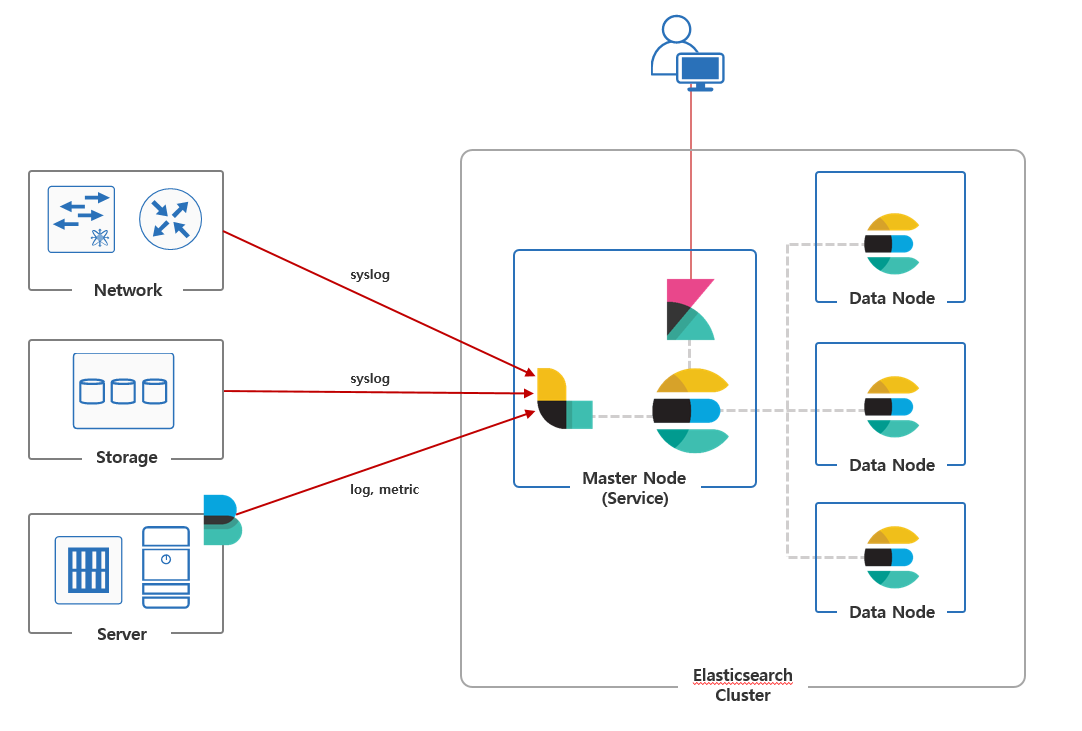 Network
syslog
Storage
syslog
Server
log, metric
Master Node
(Service)
Data Node
Data Node
Data Node
Elasticsearch
Cluster